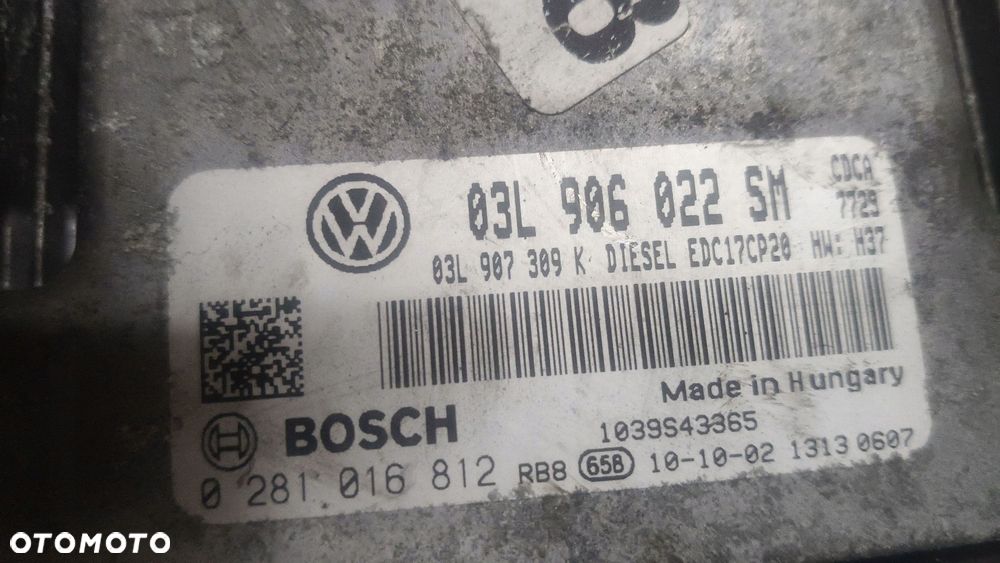 03L 906 022 SM
CDCA
7729
03L 907 309 K DIESEL EDC17CP20 HW: H37
Made in Hungary
BOSCH
1039S43365
0 281 016 812 RB8 65B 10-10-02 1313 0607
OTOMOTO